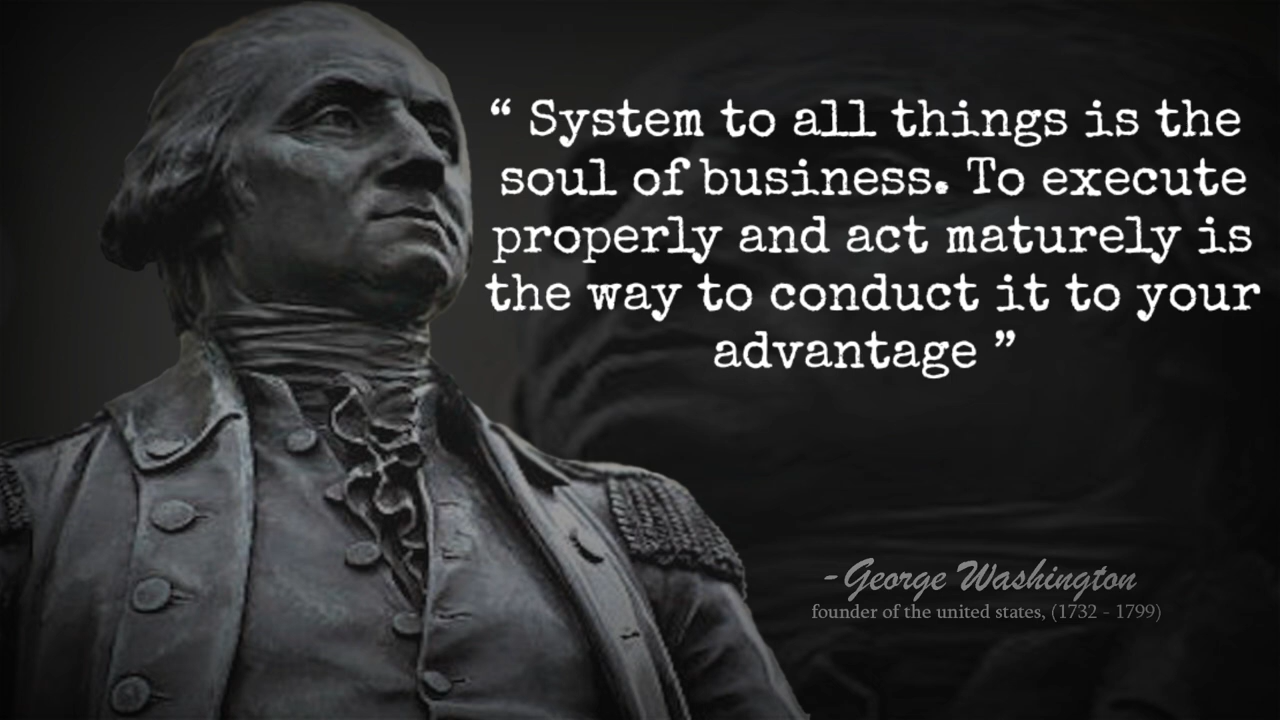 “ System to all things is the
soul of business. To execute
properly and act maturely is
the way to conduct it to your
advantage ”
-George Washington
founder of the united states, (1732 - 1799)